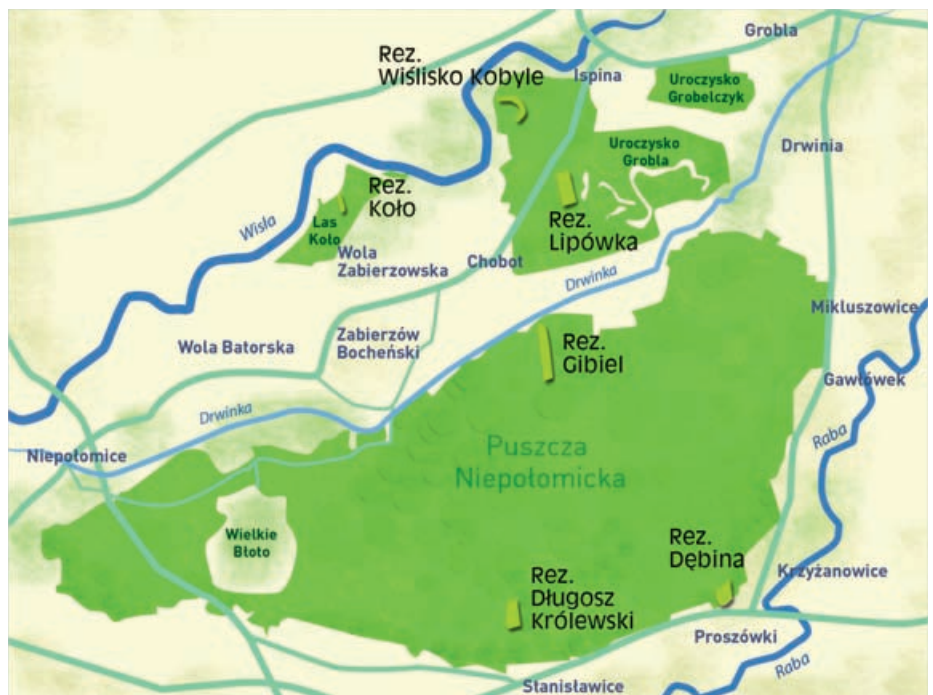 Grobla
Rez.
Wiślisko Kobyle
Ispina
Uroczysko
Grobelczyk
Uroczysko
Grobla
Drwinia
Rez.
Koło
Las
Koło
Wisła
Rez.
Lipówka
Wola
Zabierzowska
Chobot
Drwinka
Mikluszowice
Zabierzów
Bocheński
Wola Batorska
Rez.
Gibiel
Gawłówek
Drwinka
Raba
Niepołomice
Puszcza
Niepołomicka
Wielkie
Błoto
Rez.
Dębina
Rez.
Długosz
Królewski
Krzyżanowice
Proszówki
Raba
Stanisławice